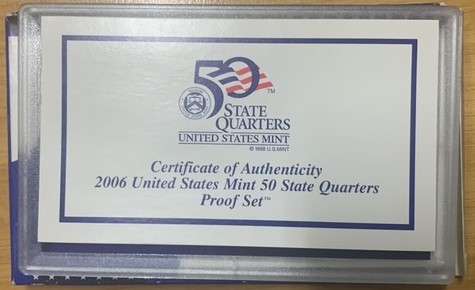 50™
STATE
QUARTERS
UNITED STATES MINT
© 1998 U.S. MINT
Certificate of Authenticity
2006 United States Mint 50 State Quarters
Proof Set™